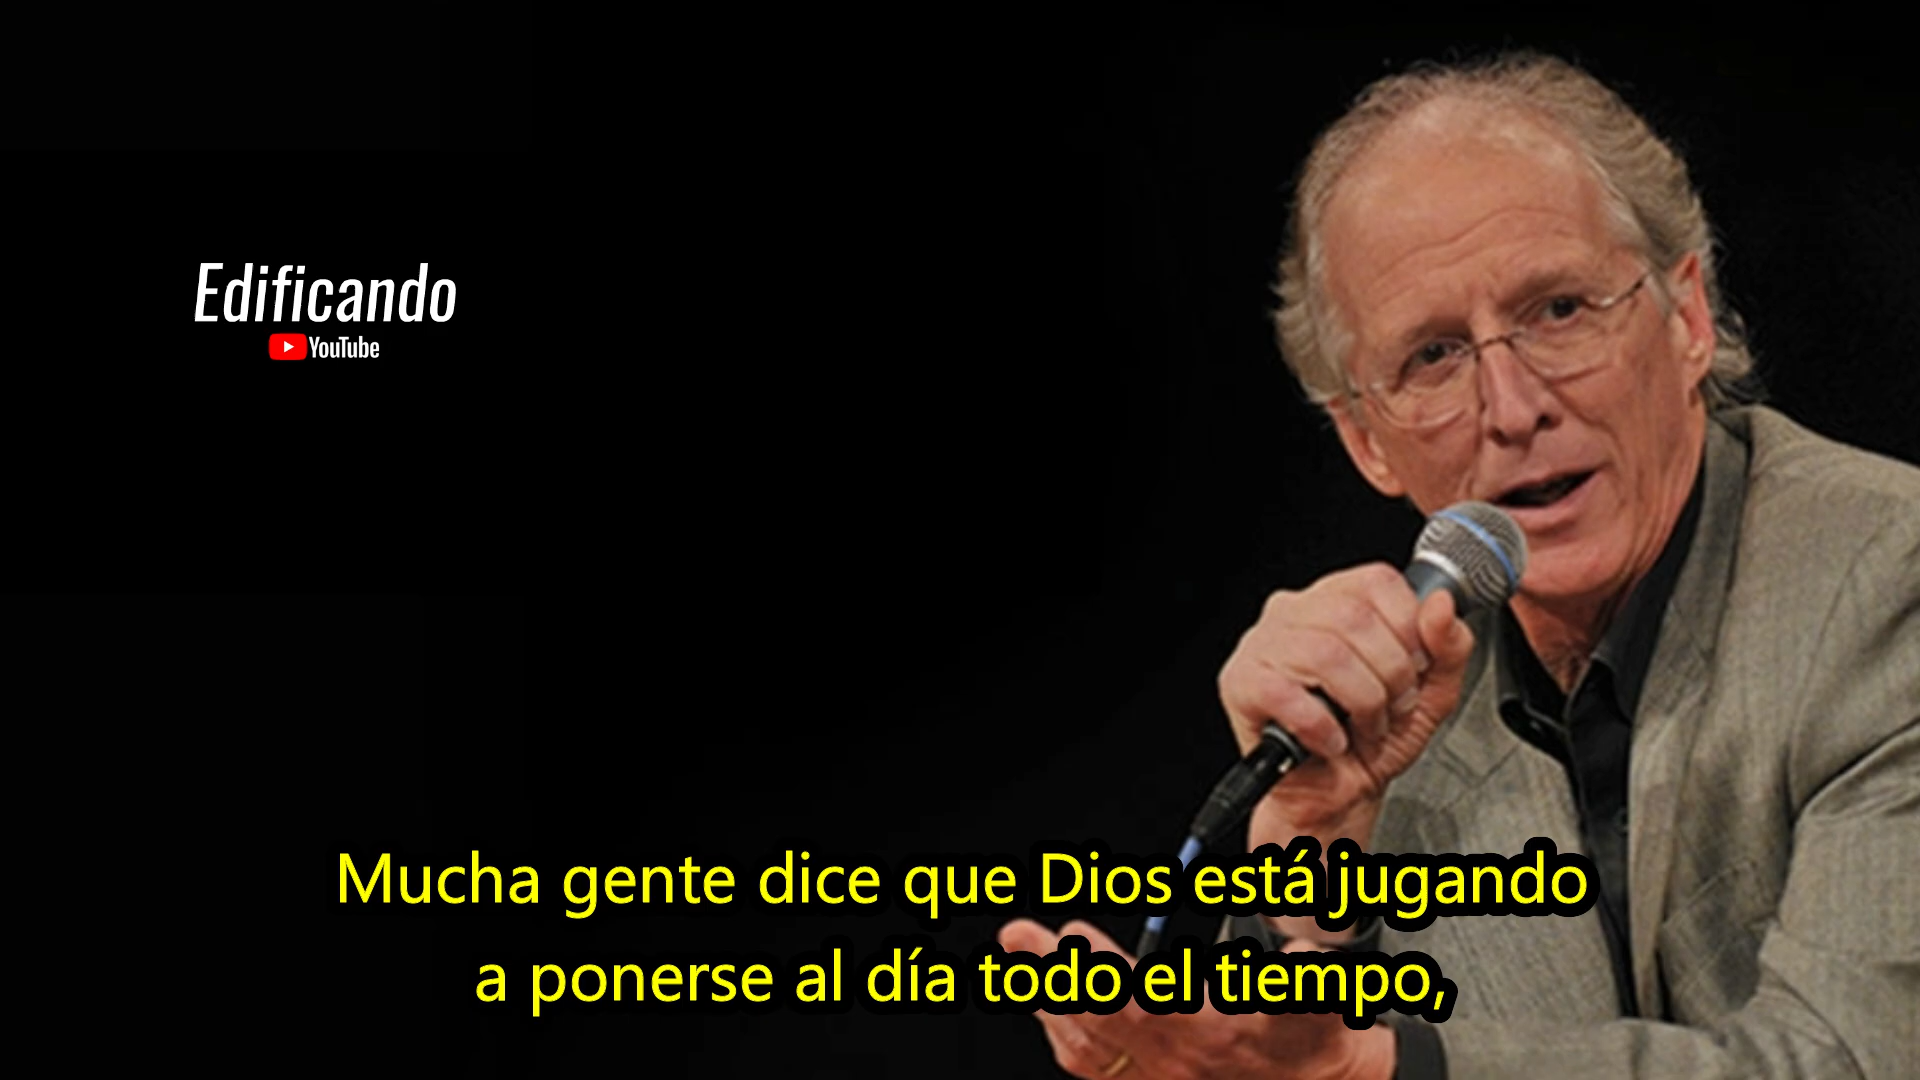 Edificando
YouTube
Mucha gente dice que Dios está jugando
a ponerse al día todo el tiempo,